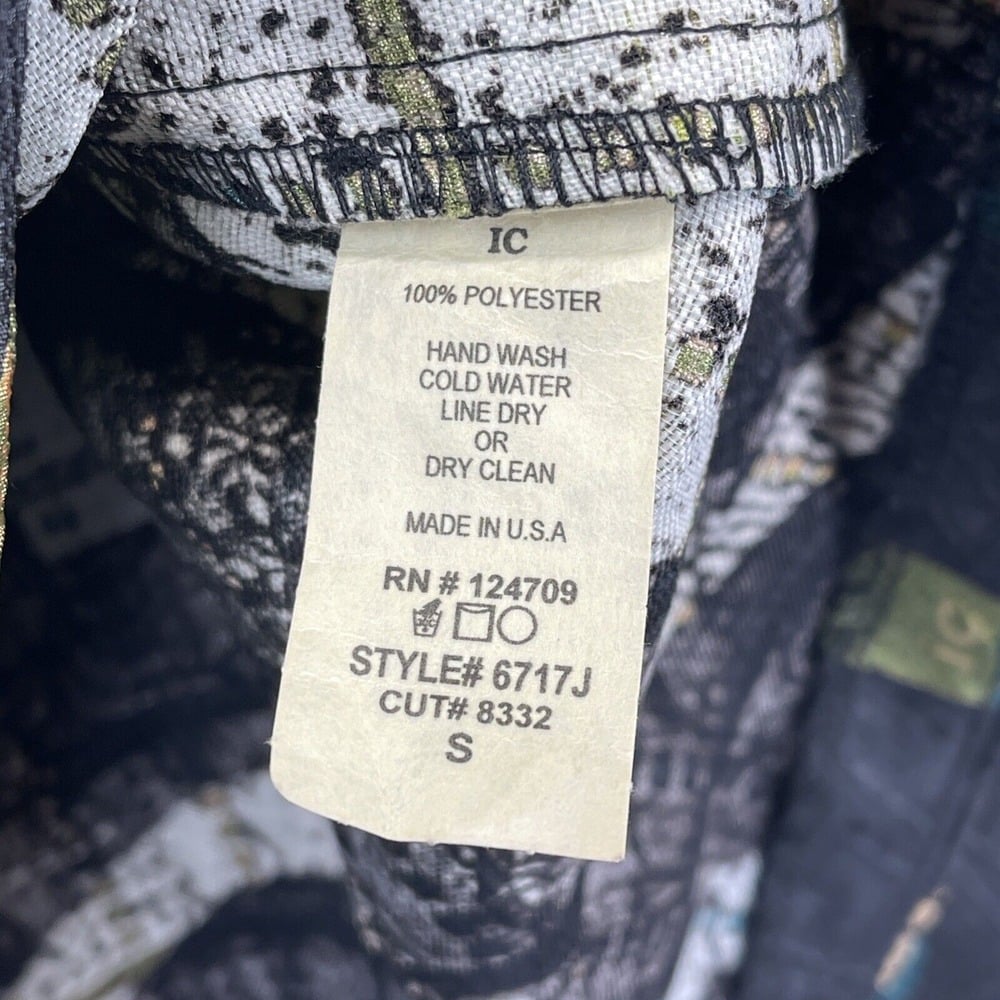 IC
100% POLYESTER
HAND WASH
COLD WATER
LINE DRY
OR
DRY CLEAN
MADE IN U.S.A
RN # 124709
STYLE# 6717J
CUT# 8332
S